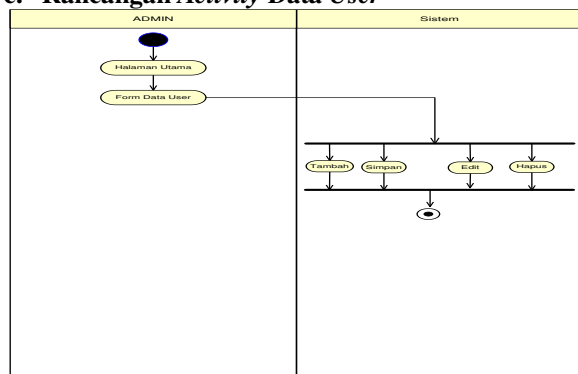 c. Rancangan Activity Data User
ADMIN
Sistem
Halaman Utama
Form Data User
Tambah
Simpan
Edit
Hapus